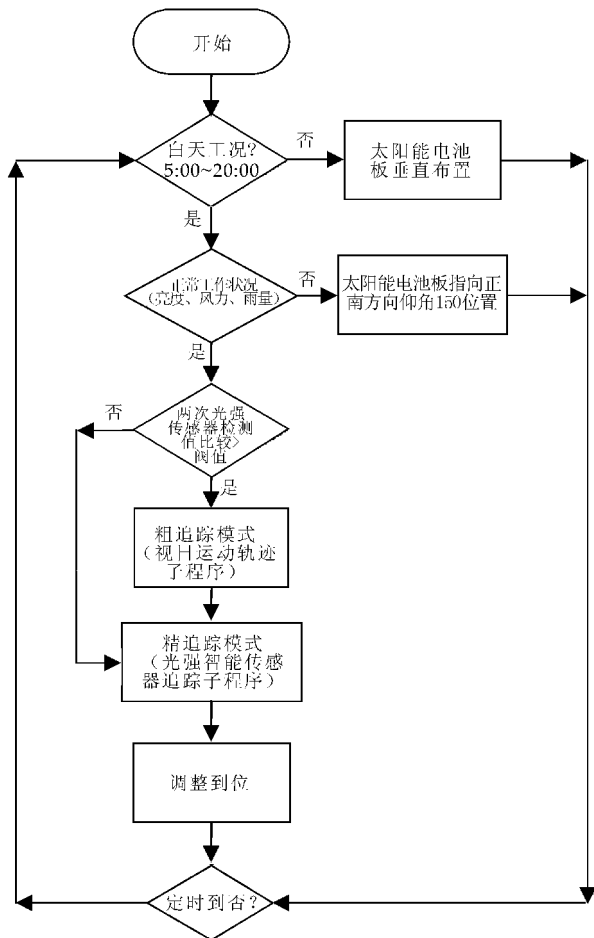 开始
白天工况?
5:00~20:00
否
太阳能电池
板垂直布置
是
正常工作状况
(亮度、风力、雨量)
否
太阳能电池板指向正
南方向仰角150位置
是
否
两次光强
传感器检测
值比较>
阀值
是
粗追踪模式
(视日运动轨迹
子程序)
精追踪模式
(光强智能传感
器追踪子程序)
调整到位
定时到否?